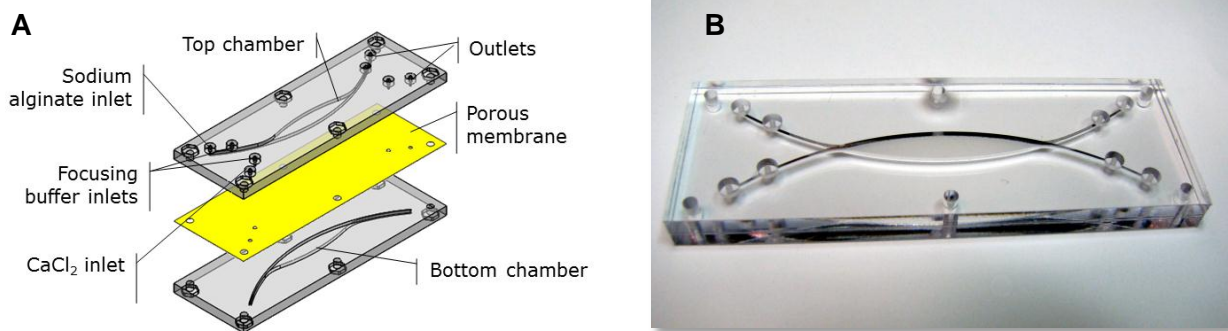 A
Top chamber
Outlets
Sodium
alginate inlet
Porous
membrane
Focusing
buffer inlets
CaCl₂ inlet
Bottom chamber
B